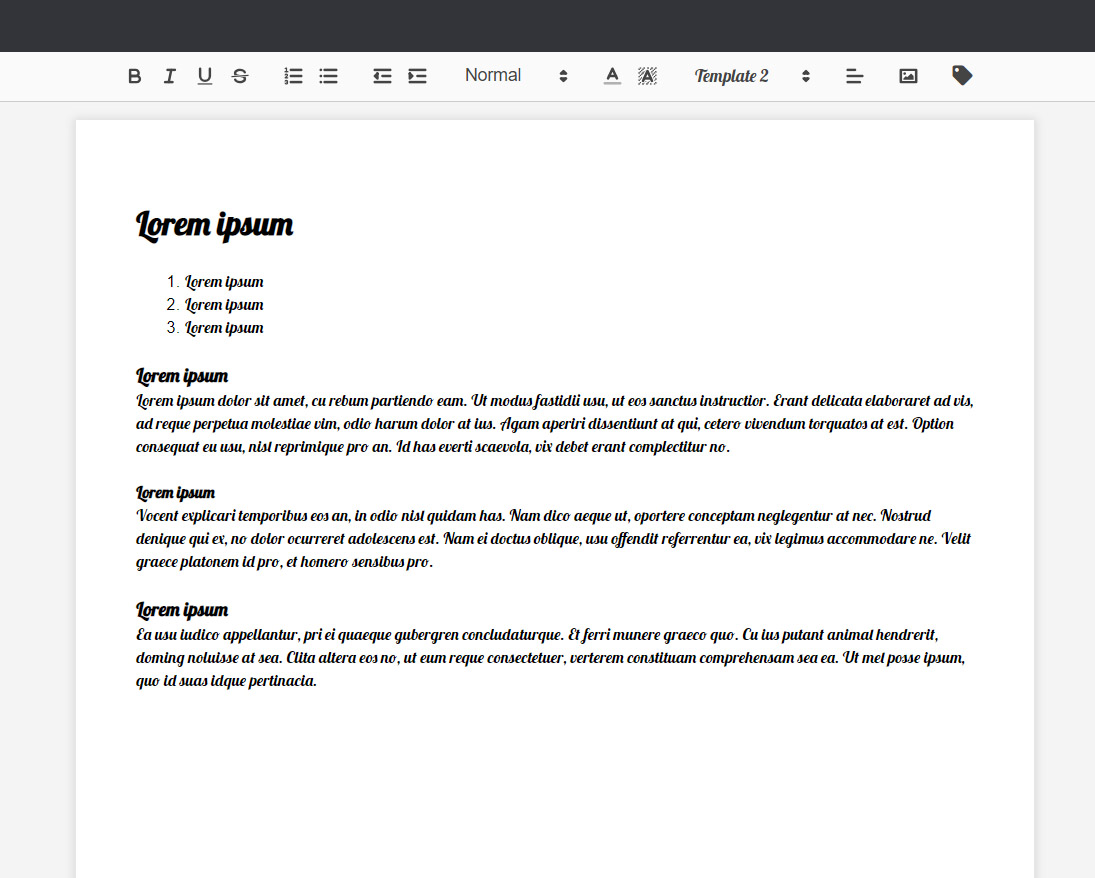 Normal
Template 2
Lorem ipsum
1. Lorem ipsum
2. Lorem ipsum
3. Lorem ipsum
Lorem ipsum
Lorem ipsum dolor sit amet, cu rebum partiendo eam. Ut modus fastidii usu, ut eos sanctus instructior. Erant delicata elaboraret ad vis,
ad reque perpetua molestiae vim, odio harum dolor at ius. Agam aperiri dissentiunt at qui, cetero vivendum torquatos at est. Option
consequat eu usu, nisl reprimique pro an. Id has everti scaevola, vix debet erant complectitur no.
Lorem ipsum
Vocent explicari temporibus eos an, in odio nisl quidam has. Nam dico aeque ut, oportere conceptam neglegentur at nec. Nostrud
denique qui ex, no dolor ocurreret adolescens est. Nam ei doctus oblique, usu offendit referrentur ea, vix legimus accommodare ne. Velit
graece platonem id pro, et homero sensibus pro.
Lorem ipsum
Ea usu iudico appellantur, pri ei quaeque gubergren concludaturque. Et ferri munere graeco quo. Cu ius putant animal hendrerit,
doming noluisse at sea. Clita altera eos no, ut eum reque consectetuer, verterem constituam comprehensam sea ea. Ut mel posse ipsum,
quo id suas idque pertinacia.